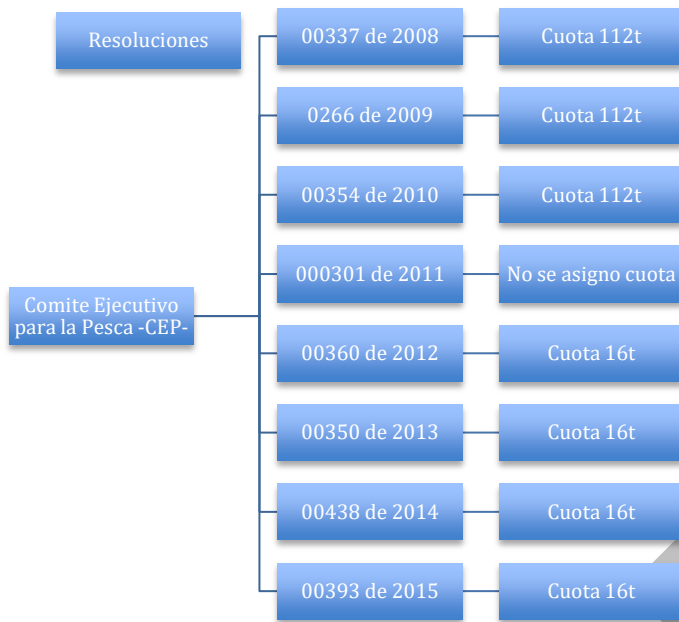 Resoluciones
Comite Ejecutivo
para la Pesca -CEP-
00337 de 2008
Cuota 112t
0266 de 2009
Cuota 112t
00354 de 2010
Cuota 112t
000301 de 2011
No se asigno cuota
00360 de 2012
Cuota 16t
00350 de 2013
Cuota 16t
00438 de 2014
Cuota 16t
00393 de 2015
Cuota 16t